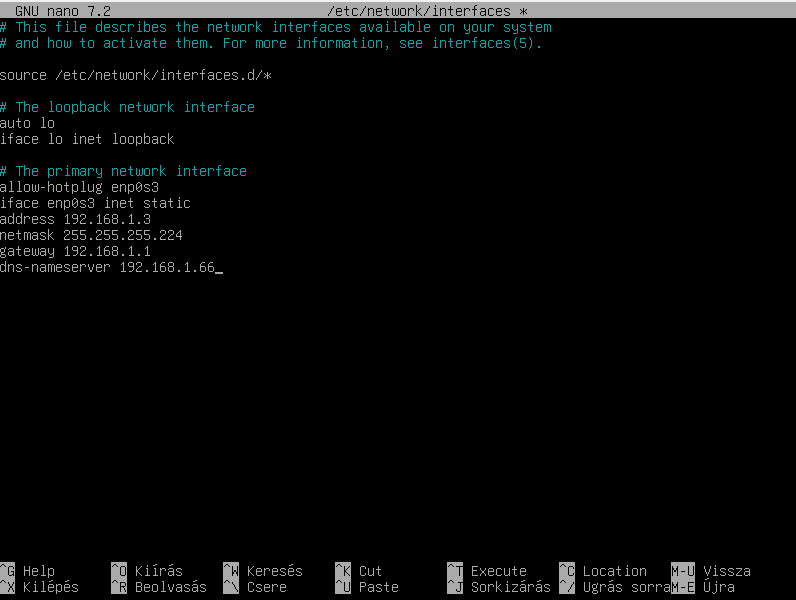 GNU nano 7.2 /etc/network/interfaces *
# This file describes the network interfaces available on your system
# and how to activate them. For more information, see interfaces(5).
source /etc/network/interfaces.d/*
# The loopback network interface
auto lo
iface lo inet loopback
# The primary network interface
allow-hotplug enp0s3
iface enp0s3 inet static
address 192.168.1.3
netmask 255.255.255.224
gateway 192.168.1.1
dns-nameserver 192.168.1.66_
^G Help ^O Kiírás ^W Keresés ^K Cut ^T Execute ^C Location M-U Vissza
^X Kilépés ^R Beolvasás ^\ Csere ^U Paste ^J Sorkizárás ^/ Ugrás sorra M-E Újra